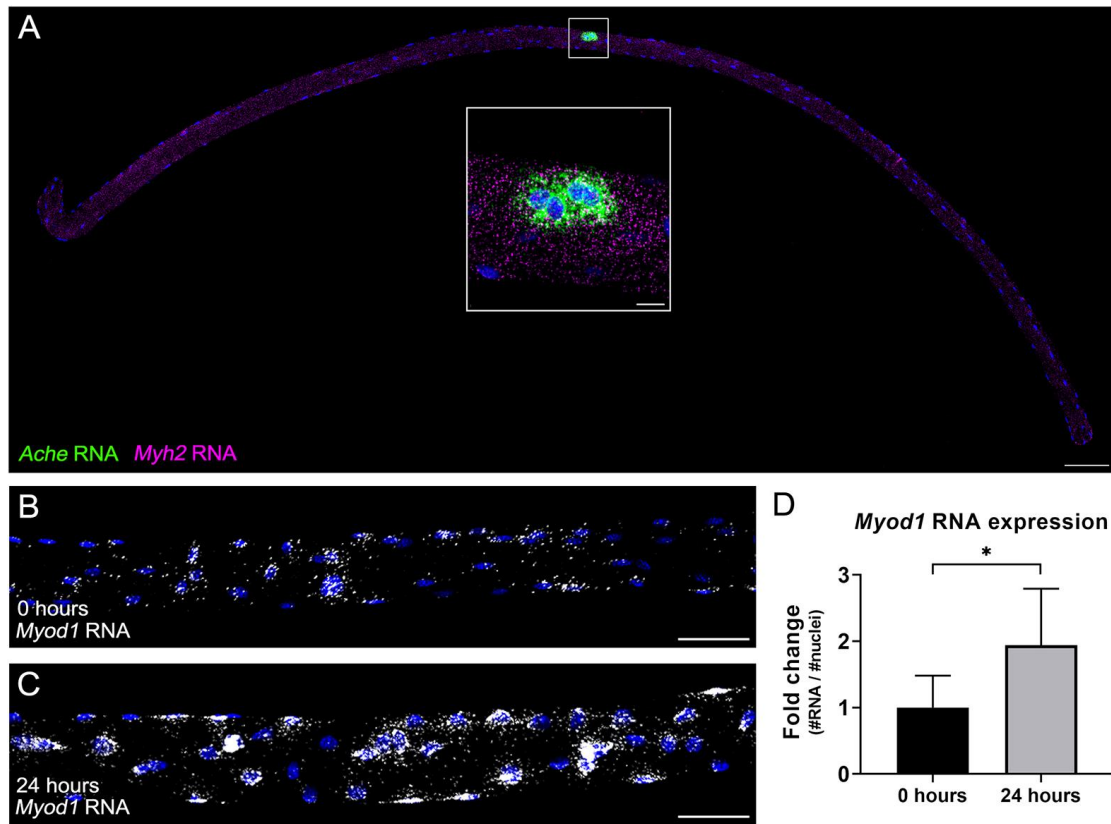 A
Ache RNA Myh2 RNA
B
0 hours
Myod1 RNA
C
24 hours
Myod1 RNA
D
Myod1 RNA expression
*
Fold change
(#RNA / #nuclei)
3
2
1
0
0 hours 24 hours